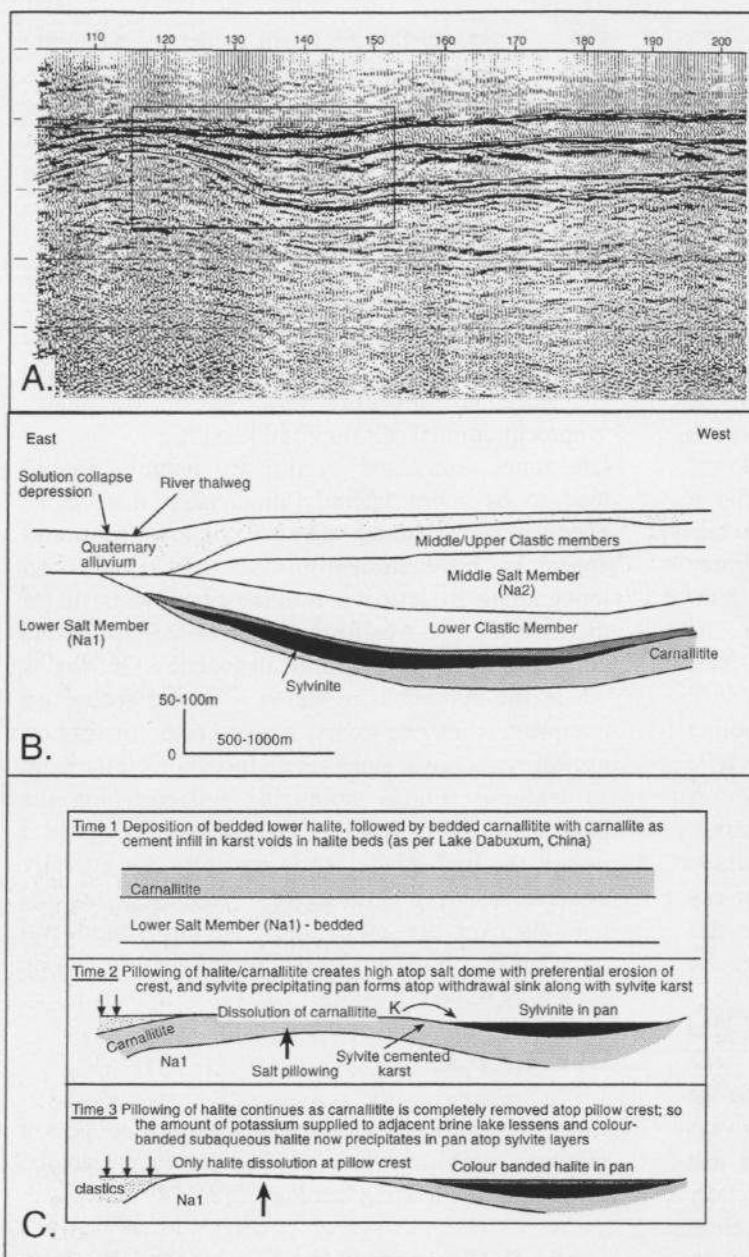 110 120 130 140 150 160 170 180 190 200
A.
East
West
Solution collapse
depression
River thalweg
Quaternary
alluvium
Middle/Upper Clastic members
Middle Salt Member
(Na2)
Lower Salt Member
(Na1)
Lower Clastic Member
Carnallitite
Sylvinite
50-100m
500-1000m
0
B.
Time 1 Deposition of bedded lower halite, followed by bedded carnallitite with carnallite as
cement infill in karst voids in halite beds (as per Lake Dabuxum, China)
Carnallitite
Lower Salt Member (Na1) - bedded
Time 2 Pillowing of halite/carnallitite creates high atop salt dome with preferential erosion of
crest, and sylvite precipitating pan forms atop withdrawal sink along with sylvite karst
Dissolution of carnallitite
K
Sylvinite in pan
Carnallitite
Na1
Salt pillowing
Sylvite cemented
karst
Time 3 Pillowing of halite continues as carnallitite is completely removed atop pillow crest; so
the amount of potassium supplied to adjacent brine lake lessens and colour-
banded subaqueous halite now precipitates in pan atop sylvite layers
Only halite dissolution at pillow crest
Colour banded halite in pan
clastics
Na1
C.